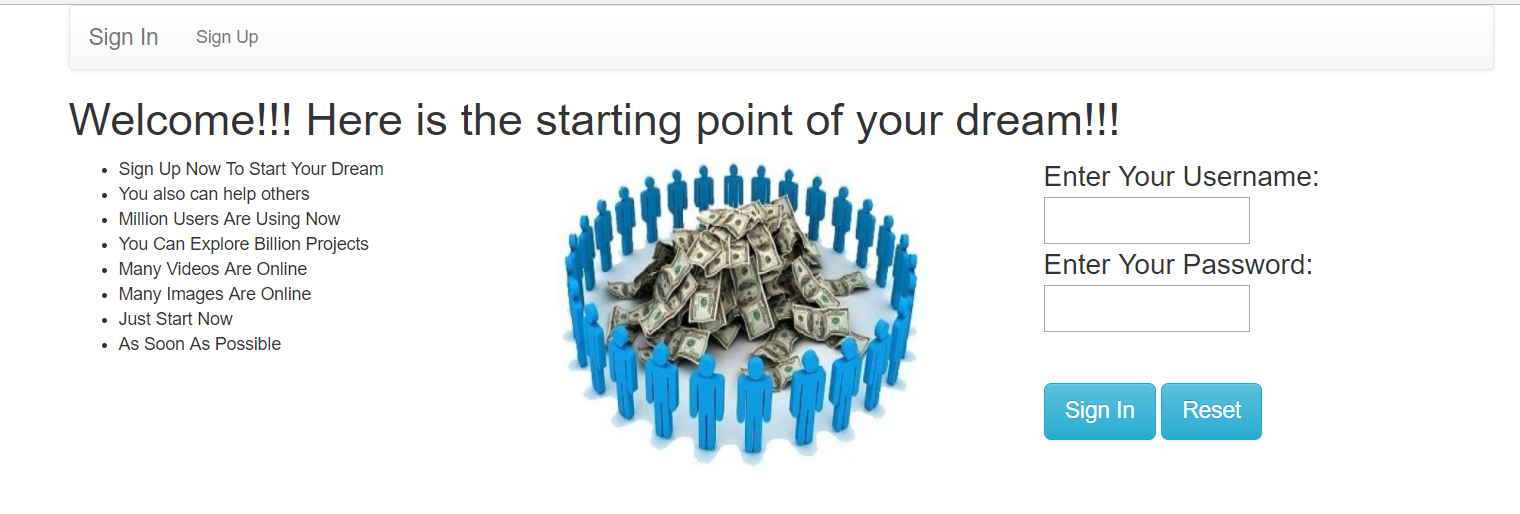 Sign In Sign Up
Welcome!!! Here is the starting point of your dream!!!
Sign Up Now To Start Your Dream
You also can help others
Million Users Are Using Now
You Can Explore Billion Projects
Many Videos Are Online
Many Images Are Online
Just Start Now
As Soon As Possible
Enter Your Username:
Enter Your Password:
Sign In Reset